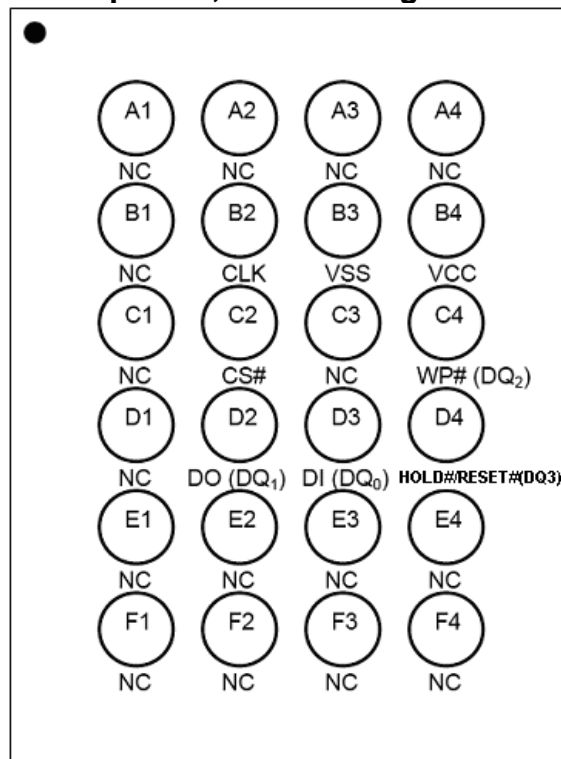 A1 A2 A3 A4
NC NC NC NC
B1 B2 B3 B4
NC CLK VSS VCC
C1 C2 C3 C4
NC CS# NC WP# (DQ₂)
D1 D2 D3 D4
NC DO (DQ₁) DI (DQ₀) HOLD#/RESET#(DQ3)
E1 E2 E3 E4
NC NC NC NC
F1 F2 F3 F4
NC NC NC NC